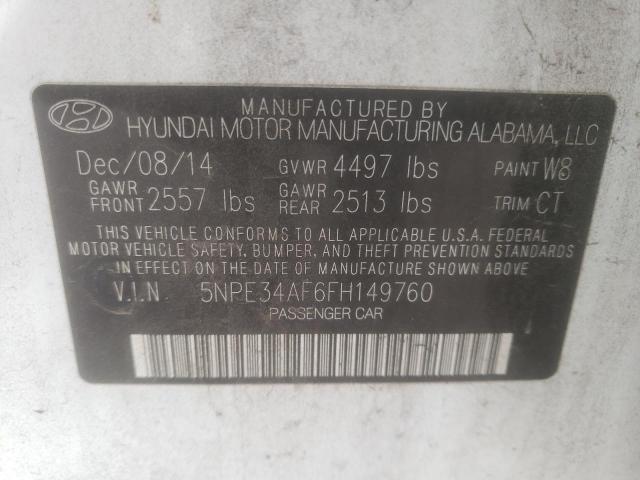 MANUFACTURED BY
HYUNDAI MOTOR MANUFACTURING ALABAMA, LLC
Dec/08/14 GVWR 4497 lbs PAINT W8
GAWR FRONT 2557 lbs GAWR REAR 2513 lbs TRIM CT
THIS VEHICLE CONFORMS TO ALL APPLICABLE U.S.A. FEDERAL
MOTOR VEHICLE SAFETY, BUMPER, AND THEFT PREVENTION STANDARDS
IN EFFECT ON THE DATE OF MANUFACTURE SHOWN ABOVE.
V.I.N 5NPE34AF6FH149760
PASSENGER CAR